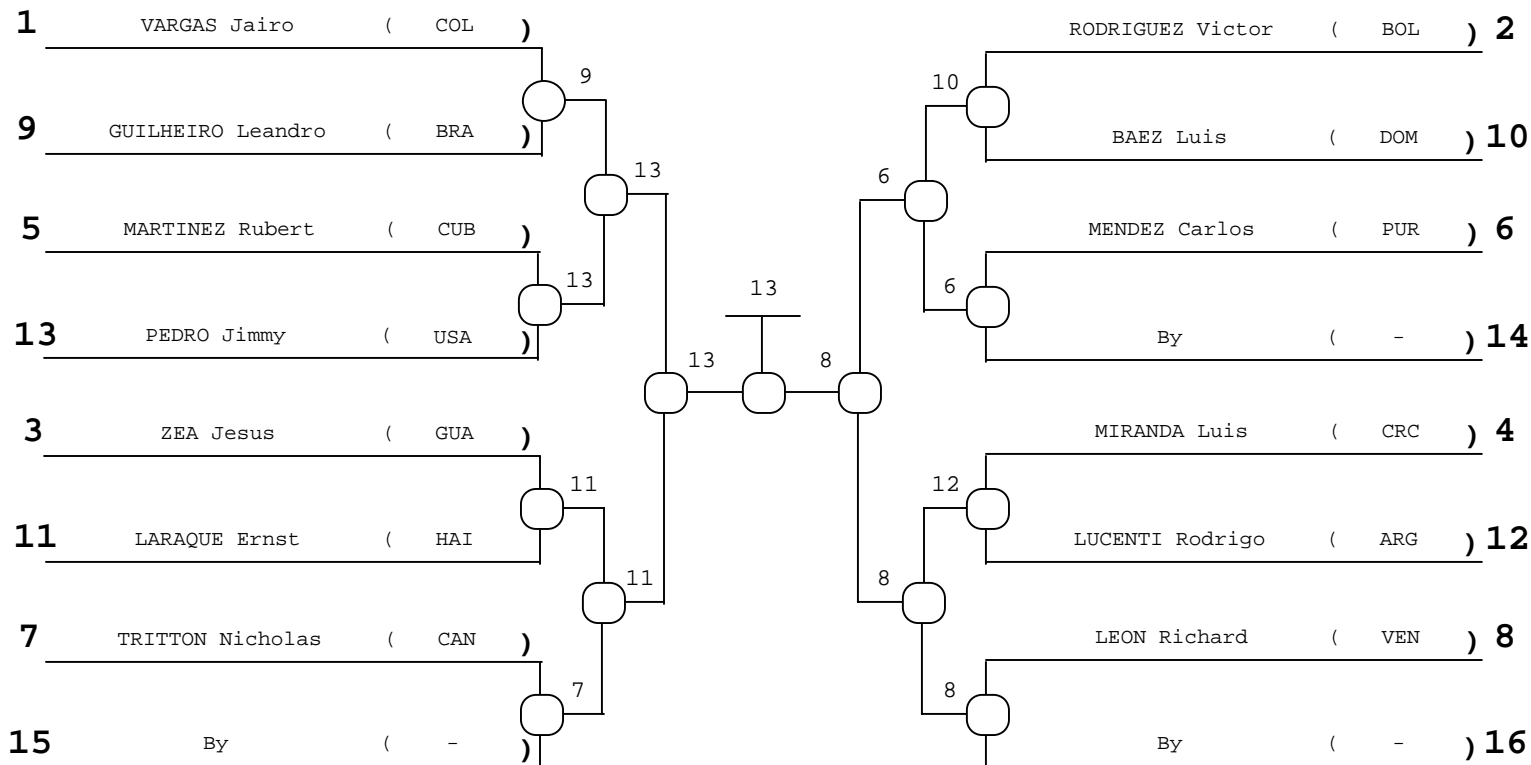 1 VARGAS Jairo ( COL )
9
9 GUILHEIRO Leandro ( BRA )
13
5 MARTINEZ Rubert ( CUB )
13
13 PEDRO Jimmy ( USA )
13
3 ZEA Jesus ( GUA )
11
11 LARAQUE Ernst ( HAI )
11
7 TRITTON Nicholas ( CAN )
7
15 By ( - )
13
RODRIGUEZ Victor ( BOL ) 2
10
BAEZ Luis ( DOM ) 10
6
MENDEZ Carlos ( PUR ) 6
6
By ( - ) 14
8
MIRANDA Luis ( CRC ) 4
12
LUCENTI Rodrigo ( ARG ) 12
8
LEON Richard ( VEN ) 8
8
By ( - ) 16